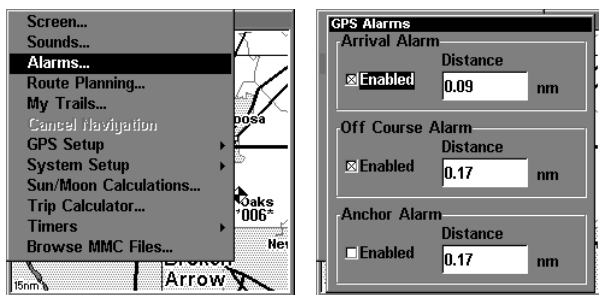 Screen...
Sounds...
Alarms...
Route Planning...
My Trails...
Cancel Navigation
GPS Setup
System Setup
Sun/Moon Calculations...
Trip Calculator...
Timers
Browse MMC Files...
posa
Oaks
*006*
Arrow
15nm
GPS Alarms
Arrival Alarm
Distance
Enabled
0.09 nm
Off Course Alarm
Distance
Enabled
0.17 nm
Anchor Alarm
Distance
Enabled
0.17 nm